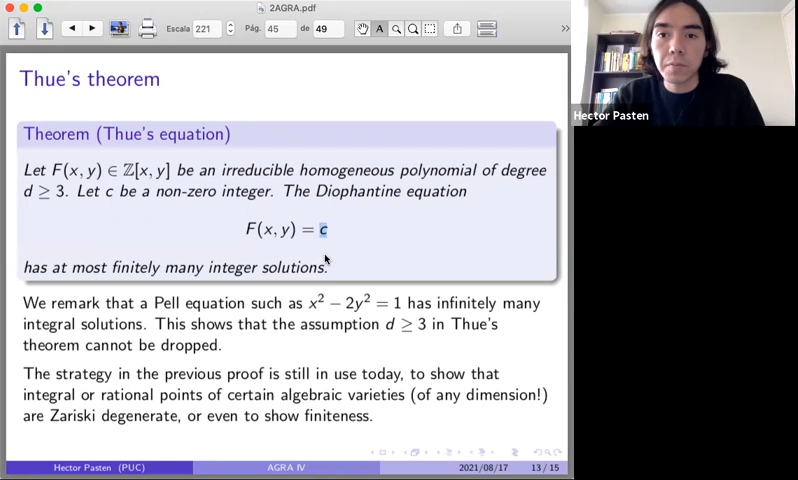 2AGRA.pdf
Escala 221 Pág. 45 de 49 A »
Thue's theorem
Theorem (Thue's equation)
Let F(x, y) ∈ ℤ[x, y] be an irreducible homogeneous polynomial of degree
d ≥ 3. Let c be a non-zero integer. The Diophantine equation
F(x, y) = c
has at most finitely many integer solutions.
We remark that a Pell equation such as x² − 2y² = 1 has infinitely many
integral solutions. This shows that the assumption d ≥ 3 in Thue's
theorem cannot be dropped.
The strategy in the previous proof is still in use today, to show that
integral or rational points of certain algebraic varieties (of any dimension!)
are Zariski degenerate, or even to show finiteness.
Hector Pasten (PUC) AGRA IV 2021/08/17 13 / 15
Hector Pasten